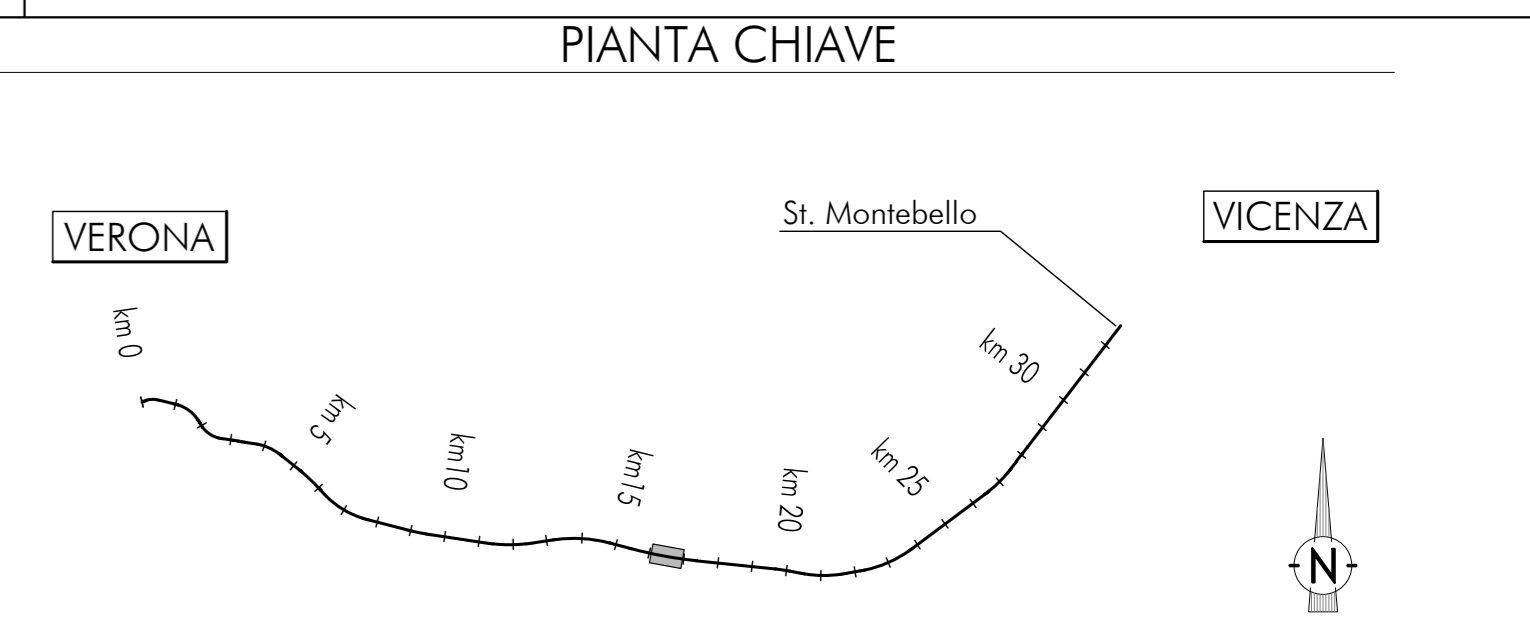 PIANTA CHIAVE
VERONA
St. Montebello
VICENZA
km 0
km 5
km10
km15
km 20
km 25
km 30
N